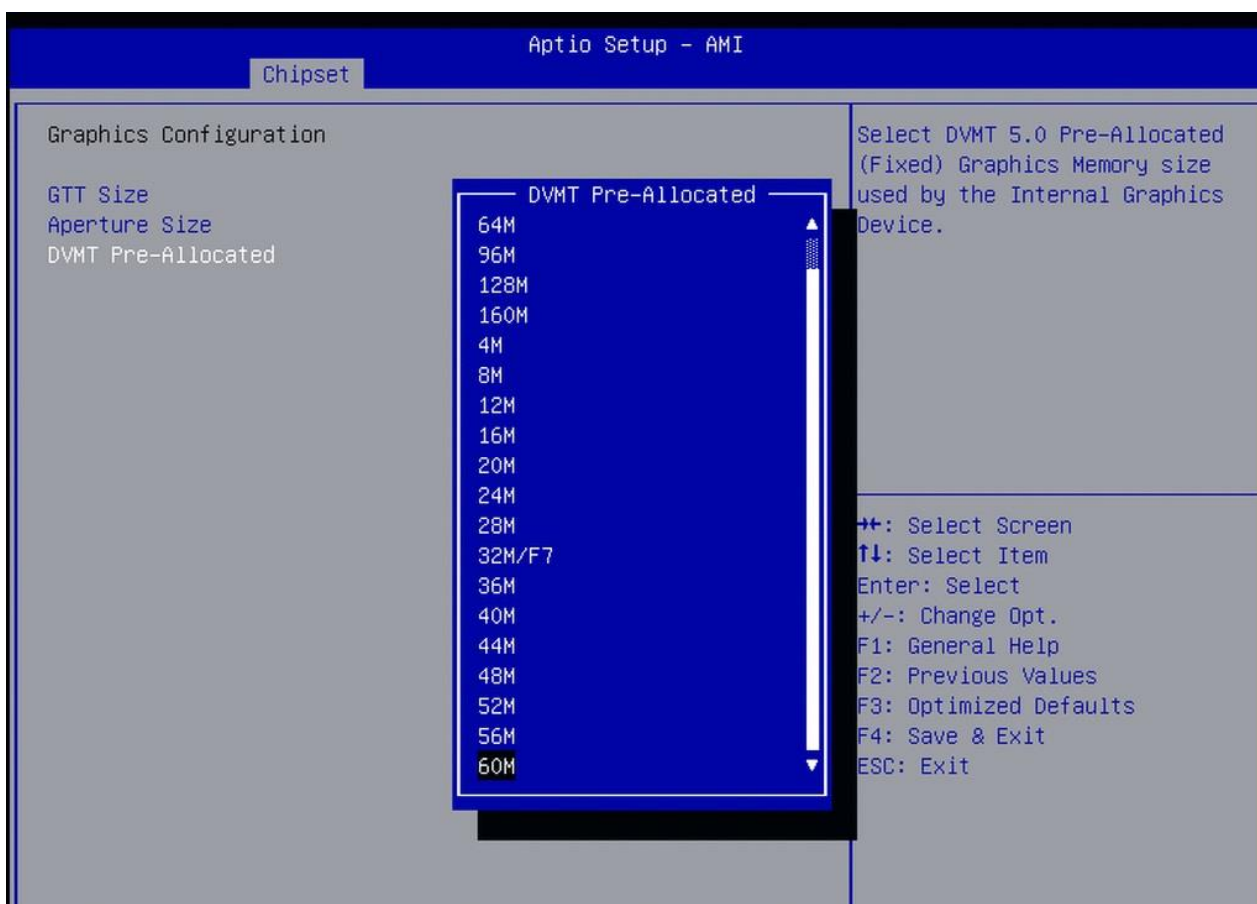 Aptio Setup – AMI
Chipset
Graphics Configuration
GTT Size
Aperture Size
DVMT Pre-Allocated
DVMT Pre-Allocated
64M
96M
128M
160M
4M
8M
12M
16M
20M
24M
28M
32M/F7
36M
40M
44M
48M
52M
56M
60M
Select DVMT 5.0 Pre-Allocated
(Fixed) Graphics Memory size
used by the Internal Graphics
Device.
→←: Select Screen
↑↓: Select Item
Enter: Select
+/-: Change Opt.
F1: General Help
F2: Previous Values
F3: Optimized Defaults
F4: Save & Exit
ESC: Exit